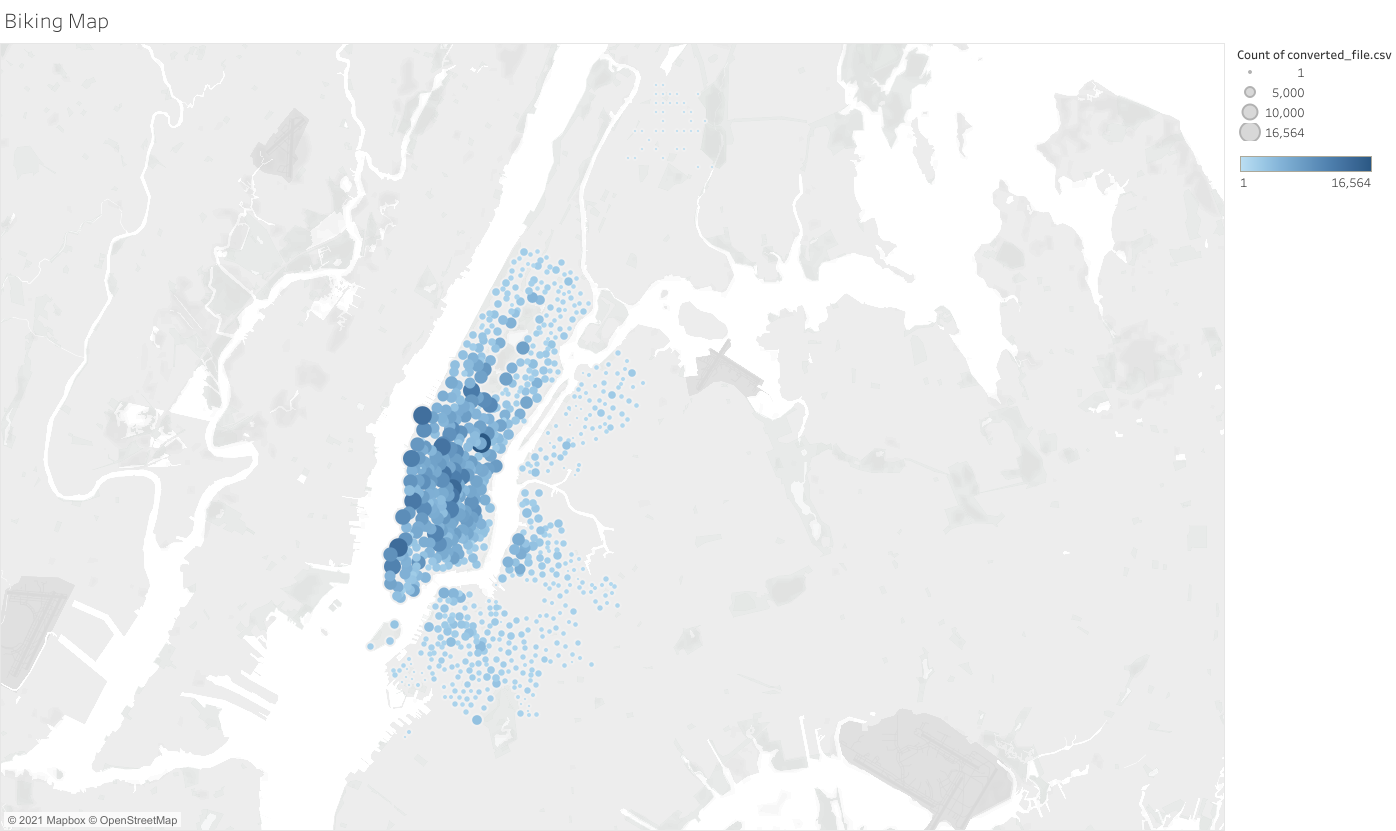 Biking Map
Count of converted_file.csv
1
5,000
10,000
16,564
1 16,564
© 2021 Mapbox © OpenStreetMap